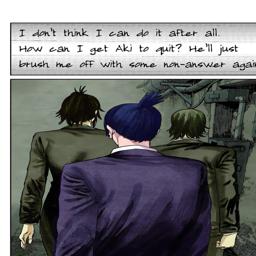 I don't think I can do it after all.
How can I get Aki to quit? He'll just
brush me off with some non-answer again